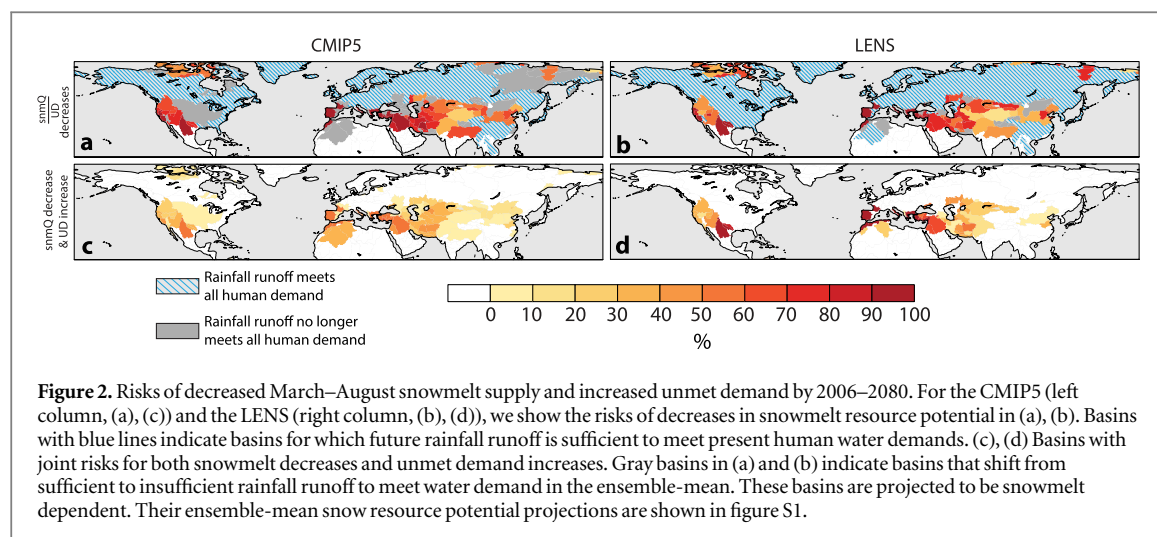 CMIP5
LENS
snmQ
UD
decreases
a
b
snmQ decrease
& UD increase
c
d
Rainfall runoff meets
all human demand
Rainfall runoff no longer
meets all human demand
0 10 20 30 40 50 60 70 80 90 100
%
Figure 2. Risks of decreased March–August snowmelt supply and increased unmet demand by 2006–2080. For the CMIP5 (left
column, (a), (c)) and the LENS (right column, (b), (d)), we show the risks of decreases in snowmelt resource potential in (a), (b). Basins
with blue lines indicate basins for which future rainfall runoff is sufficient to meet present human water demands. (c), (d) Basins with
joint risks for both snowmelt decreases and unmet demand increases. Gray basins in (a) and (b) indicate basins that shift from
sufficient to insufficient rainfall runoff to meet water demand in the ensemble-mean. These basins are projected to be snowmelt
dependent. Their ensemble-mean snow resource potential projections are shown in figure S1.